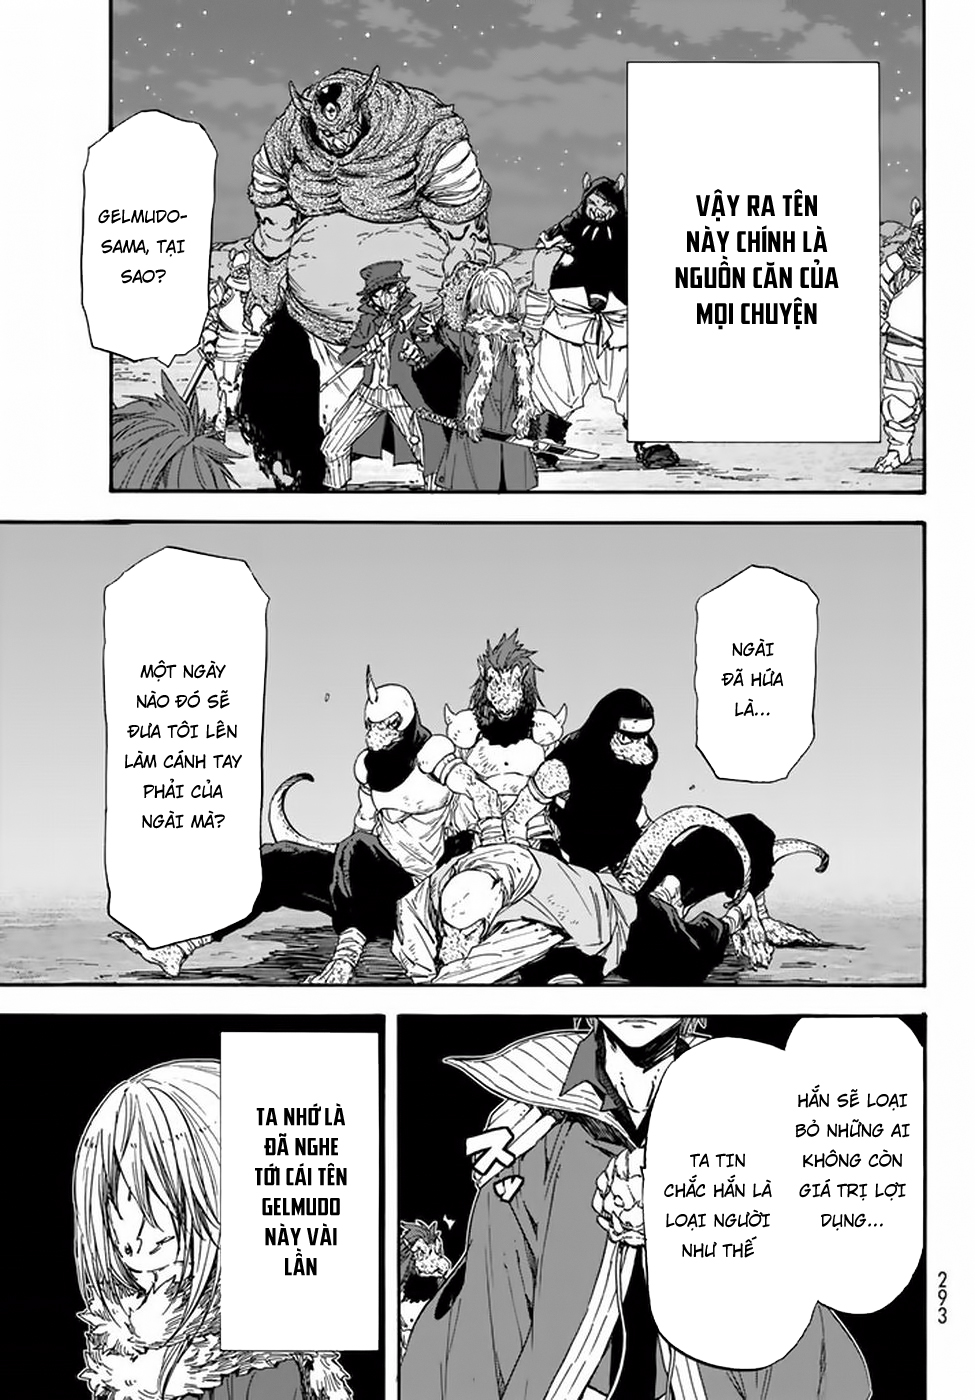 VẬY RA TÊN
NÀY CHÍNH LÀ
NGUỒN CĂN CỦA
MỌI CHUYỆN
GELMUDO-
SAMA, TẠI
SAO?
NGÀI
ĐÃ HỨA
LÀ...
MỘT NGÀY
NÀO ĐÓ SẼ
ĐƯA TÔI LÊN
LÀM CÁNH TAY
PHẢI CỦA
NGÀI MÀ?
HẮN SẼ LOẠI
BỎ NHỮNG AI
KHÔNG CÒN
GIÁ TRỊ LỢI
DỤNG...
TA TIN
CHẮC HẮN LÀ
LOẠI NGƯỜI
NHƯ THẾ
TA NHỚ LÀ
ĐÃ NGHE
TỚI CÁI TÊN
GELMUDO
NÀY VÀI
LẦN
293